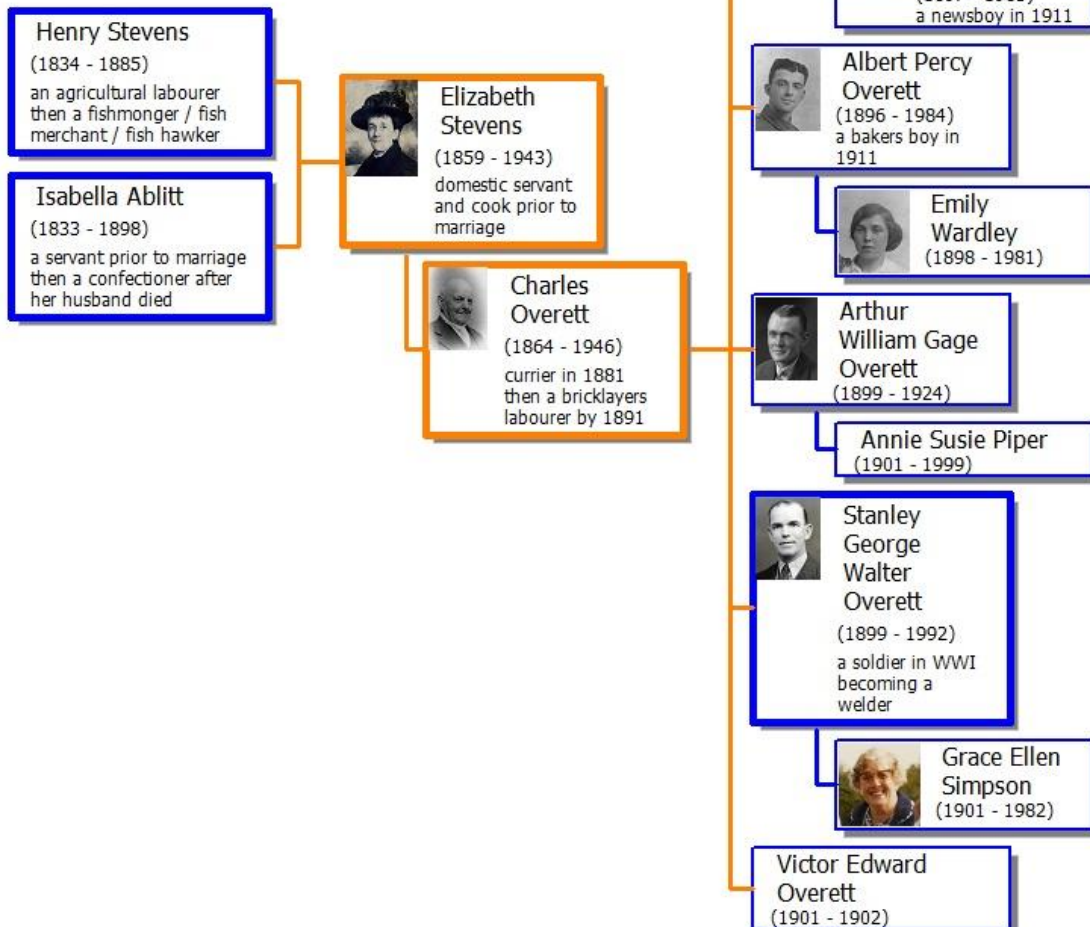 Henry Stevens
(1834 - 1885)
an agricultural labourer
then a fishmonger / fish
merchant / fish hawker
Isabella Ablitt
(1833 - 1898)
a servant prior to marriage
then a confectioner after
her husband died
Elizabeth
Stevens
(1859 - 1943)
domestic servant
and cook prior to
marriage
Charles
Overett
(1864 - 1946)
currier in 1881
then a bricklayers
labourer by 1891
a newsboy in 1911
Albert Percy
Overett
(1896 - 1984)
a bakers boy in
1911
Emily
Wardley
(1898 - 1981)
Arthur
William Gage
Overett
(1899 - 1924)
Annie Susie Piper
(1901 - 1999)
Stanley
George
Walter
Overett
(1899 - 1992)
a soldier in WWI
becoming a
welder
Grace Ellen
Simpson
(1901 - 1982)
Victor Edward
Overett
(1901 - 1902)